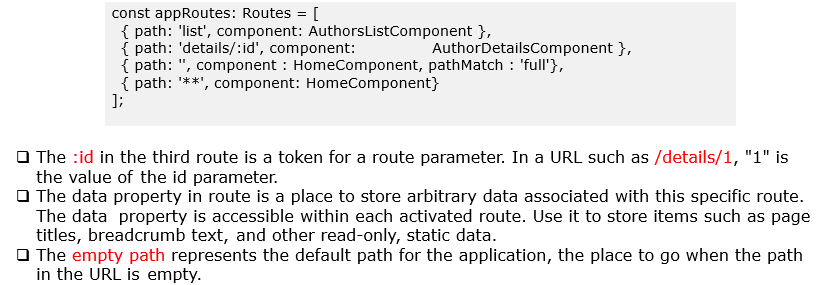 const appRoutes: Routes = [
{ path: 'list', component: AuthorsListComponent },
{ path: 'details/:id', component: AuthorDetailsComponent },
{ path: '', component : HomeComponent, pathMatch : 'full'},
{ path: '**', component: HomeComponent}
];
❑ The :id in the third route is a token for a route parameter. In a URL such as /details/1, "1" is
the value of the id parameter.
❑ The data property in route is a place to store arbitrary data associated with this specific route.
The data property is accessible within each activated route. Use it to store items such as page
titles, breadcrumb text, and other read-only, static data.
❑ The empty path represents the default path for the application, the place to go when the path
in the URL is empty.